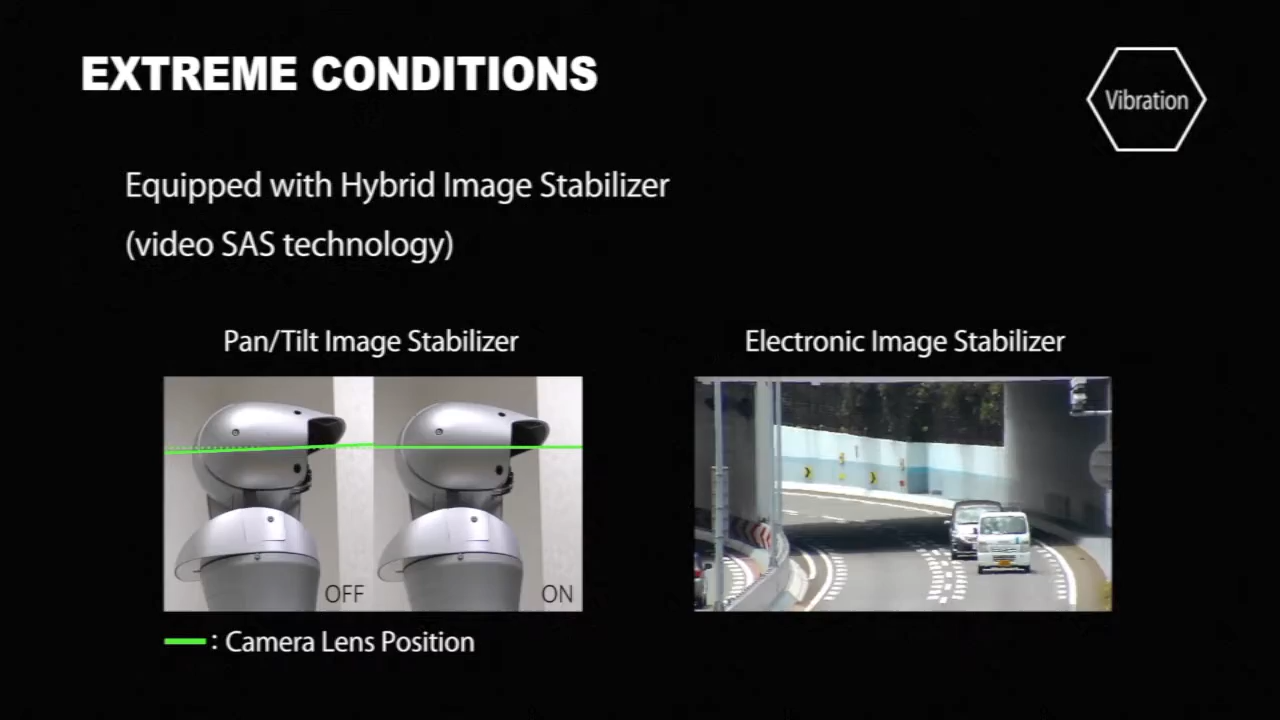 EXTREME CONDITIONS
Vibration
Equipped with Hybrid Image Stabilizer
(video SAS technology)
Pan/Tilt Image Stabilizer
Electronic Image Stabilizer
OFF
ON
: Camera Lens Position